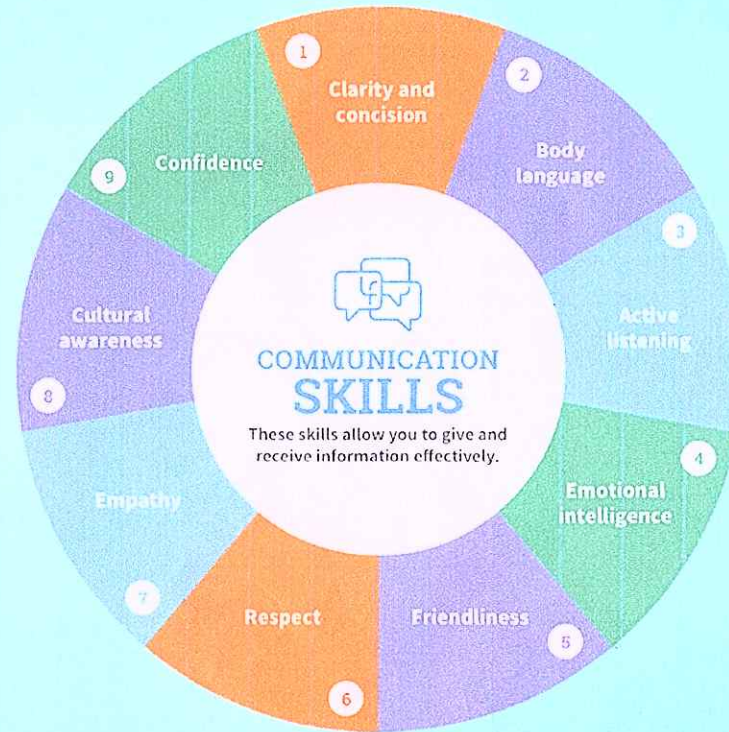 1
Clarity and
concision
2
Body
language
3
Active
listening
4
Emotional
intelligence
5
Friendliness
6
Respect
7
Empathy
8
Cultural
awareness
9
Confidence
COMMUNICATION
SKILLS
These skills allow you to give and
receive information effectively.